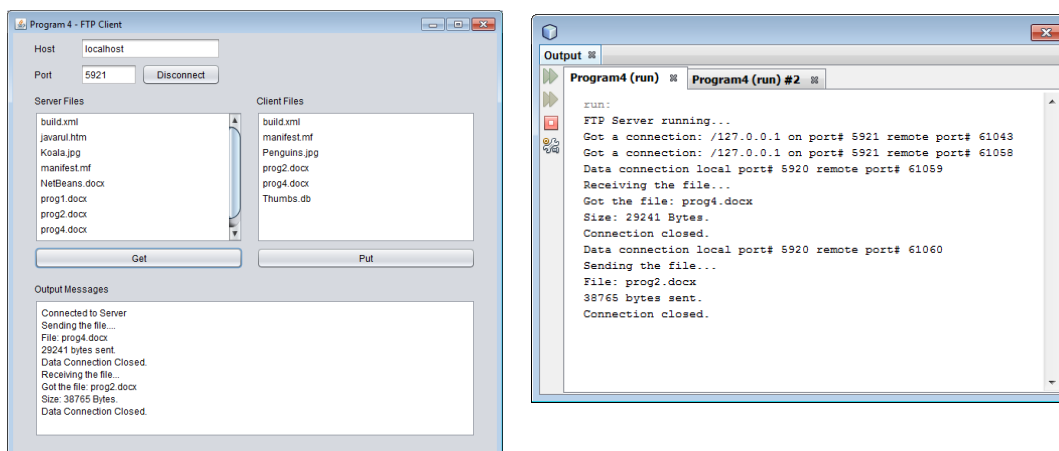 Program 4 - FTP Client
Host localhost
Port 5921 Disconnect
Server Files
build.xml
javarul.htm
Koala.jpg
manifest.mf
NetBeans.docx
prog1.docx
prog2.docx
prog4.docx
Client Files
build.xml
manifest.mf
Penguins.jpg
prog2.docx
prog4.docx
Thumbs.db
Get
Put
Output Messages
Connected to Server
Sending the file....
File: prog4.docx
29241 bytes sent.
Data Connection Closed.
Receiving the file...
Got the file: prog2.docx
Size: 38765 Bytes.
Data Connection Closed.
Output
Program4 (run) Program4 (run) #2
run:
FTP Server running...
Got a connection: /127.0.0.1 on port# 5921 remote port# 61043
Got a connection: /127.0.0.1 on port# 5921 remote port# 61058
Data connection local port# 5920 remote port# 61059
Receiving the file...
Got the file: prog4.docx
Size: 29241 Bytes.
Connection closed.
Data connection local port# 5920 remote port# 61060
Sending the file...
File: prog2.docx
38765 bytes sent.
Connection closed.